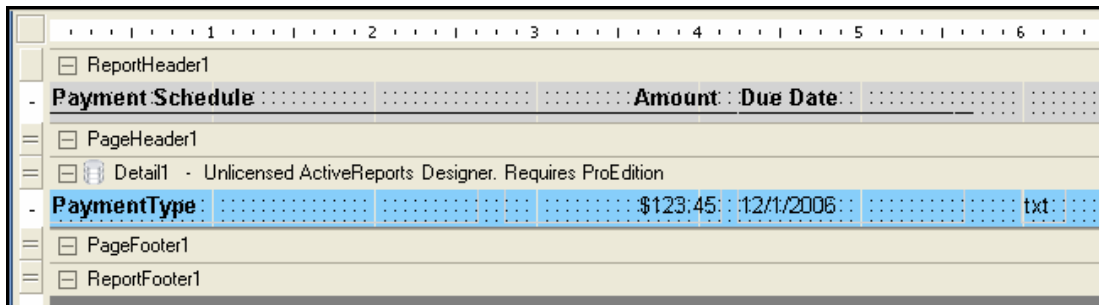 1 2 3 4 5 6
ReportHeader1
Payment Schedule Amount Due Date
PageHeader1
Detail1 - Unlicensed ActiveReports Designer. Requires ProEdition
PaymentType $123.45 12/1/2006 txt
PageFooter1
ReportFooter1